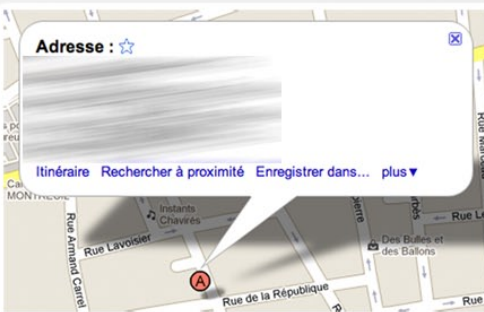 Adresse :
Itinéraire Rechercher à proximité Enregistrer dans... plus▼
MONTREUIL
Instants
Chavirés
Rue Armand Carrel
Rue Lavoisier
Des Bulles et
des Ballons
A
Rue de la République
Rue